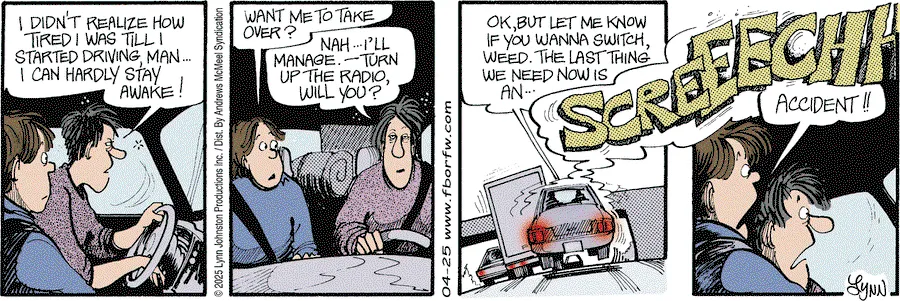 I DIDN'T REALIZE HOW
TIRED I WAS TILL I
STARTED DRIVING, MAN...
I CAN HARDLY STAY
AWAKE!
© 2025 Lynn Johnston Productions Inc. / Dist. By Andrews McMeel Syndication
WANT ME TO TAKE
OVER?
NAH...I'LL
MANAGE. — TURN
UP THE RADIO,
WILL YOU?
04-25 www.fborfw.com
OK, BUT LET ME KNOW
IF YOU WANNA SWITCH,
WEED. THE LAST THING
WE NEED NOW IS
AN...
SCREEEECHH
ACCIDENT!!
LYNN